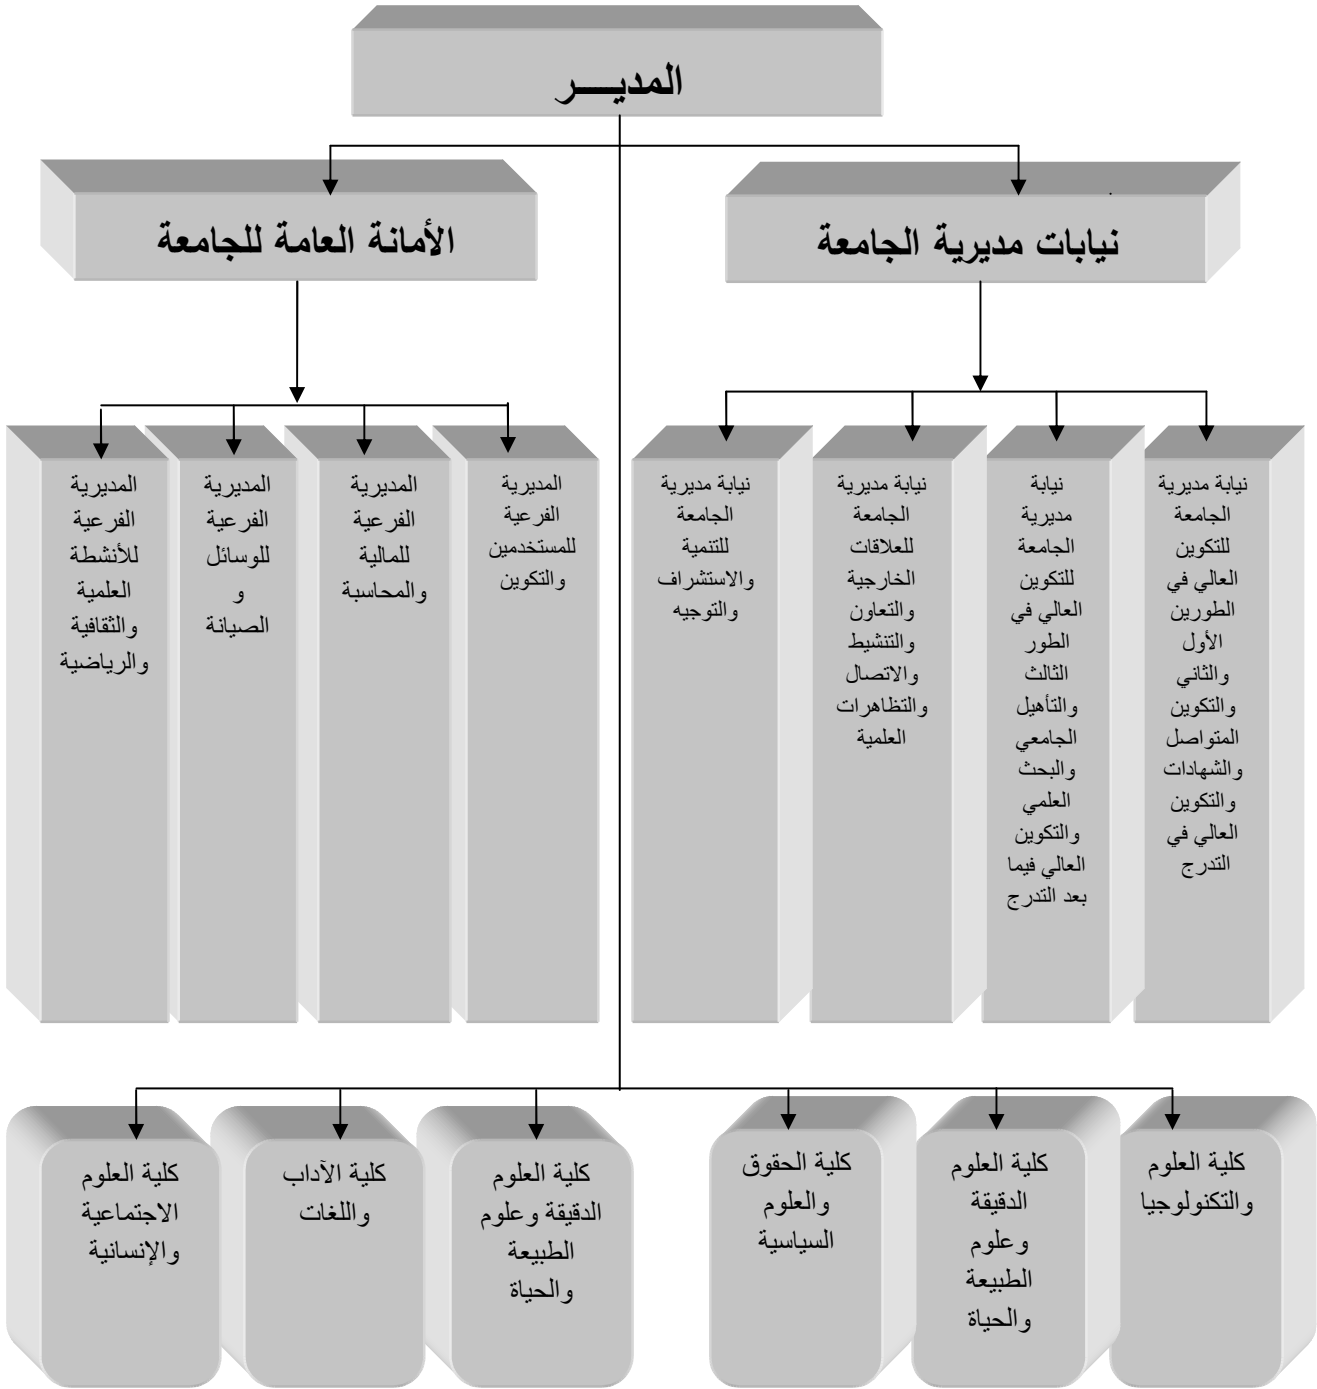 المديـــــر
نيابات مديرية الجامعة
الأمانة العامة للجامعة
نيابة مديرية
الجامعة
للتكوين
العالي في
الطورين
الأول
والثاني
والتكوين
المتواصل
والشهادات
والتكوين
العالي في
التدرج
نيابة
مديرية
الجامعة
للتكوين
العالي في
الطور
الثالث
والتأهيل
الجامعي
والبحث
العلمي
والتكوين
العالي فيما
بعد التدرج
نيابة مديرية
الجامعة
للعلاقات
الخارجية
والتعاون
والتنشيط
والاتصال
والتظاهرات
العلمية
نيابة مديرية
الجامعة
للتنمية
والاستشراف
والتوجيه
المديرية
الفرعية
للمستخدمين
والتكوين
المديرية
الفرعية
للمالية
والمحاسبة
المديرية
الفرعية
للوسائل
و
الصيانة
المديرية
الفرعية
للأنشطة
العلمية
والثقافية
والرياضية
كلية العلوم
والتكنولوجيا
كلية العلوم
الدقيقة
وعلوم
الطبيعة
والحياة
كلية الحقوق
والعلوم
السياسية
كلية العلوم
الدقيقة وعلوم
الطبيعة
والحياة
كلية الآداب
واللغات
كلية العلوم
الاجتماعية
والإنسانية